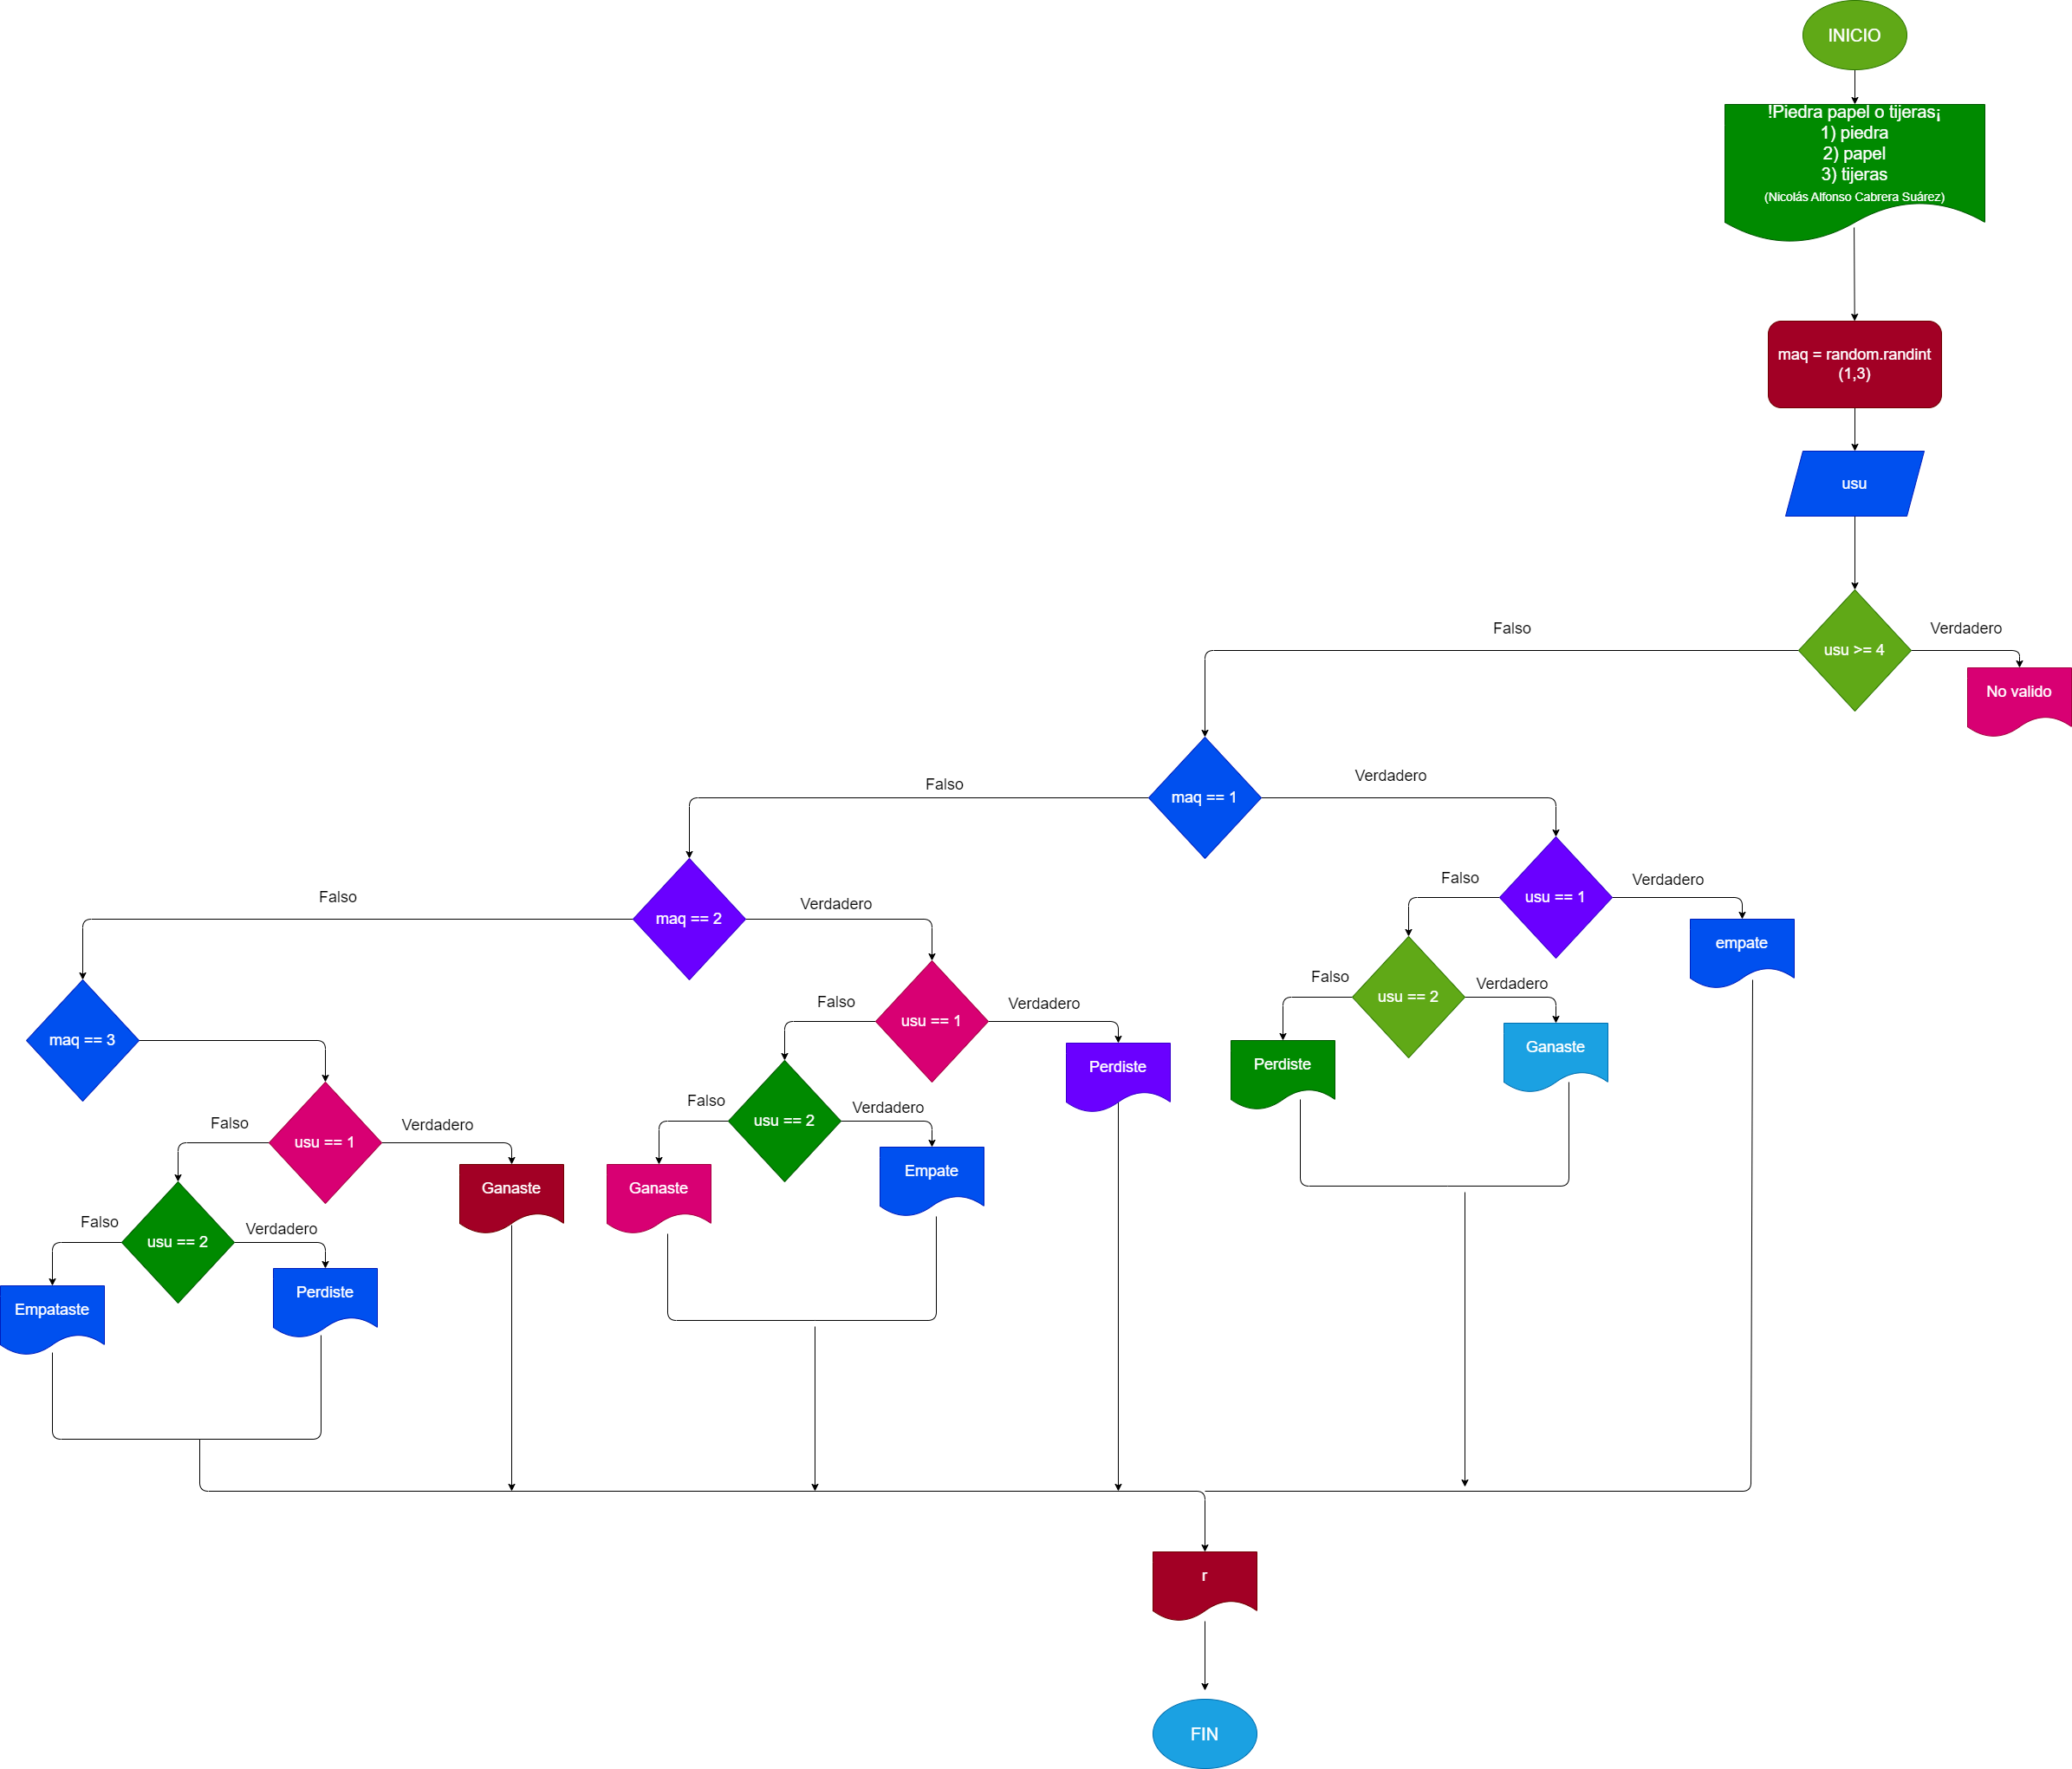 INICIO
!Piedra papel o tijeras¡
1) piedra
2) papel
3) tijeras
(Nicolás Alfonso Cabrera Suárez)
maq = random.randint
(1,3)
usu
Falso
Verdadero
usu >= 4
No valido
Falso
Verdadero
maq == 1
Falso
Verdadero
maq == 2
Falso
Verdadero
usu == 1
empate
Falso
Verdadero
usu == 2
Perdiste
Ganaste
Falso
Verdadero
usu == 1
Perdiste
Falso
Verdadero
usu == 2
Ganaste
Empate
maq == 3
Falso
Verdadero
usu == 1
Ganaste
Falso
Verdadero
usu == 2
Empataste
Perdiste
r
FIN